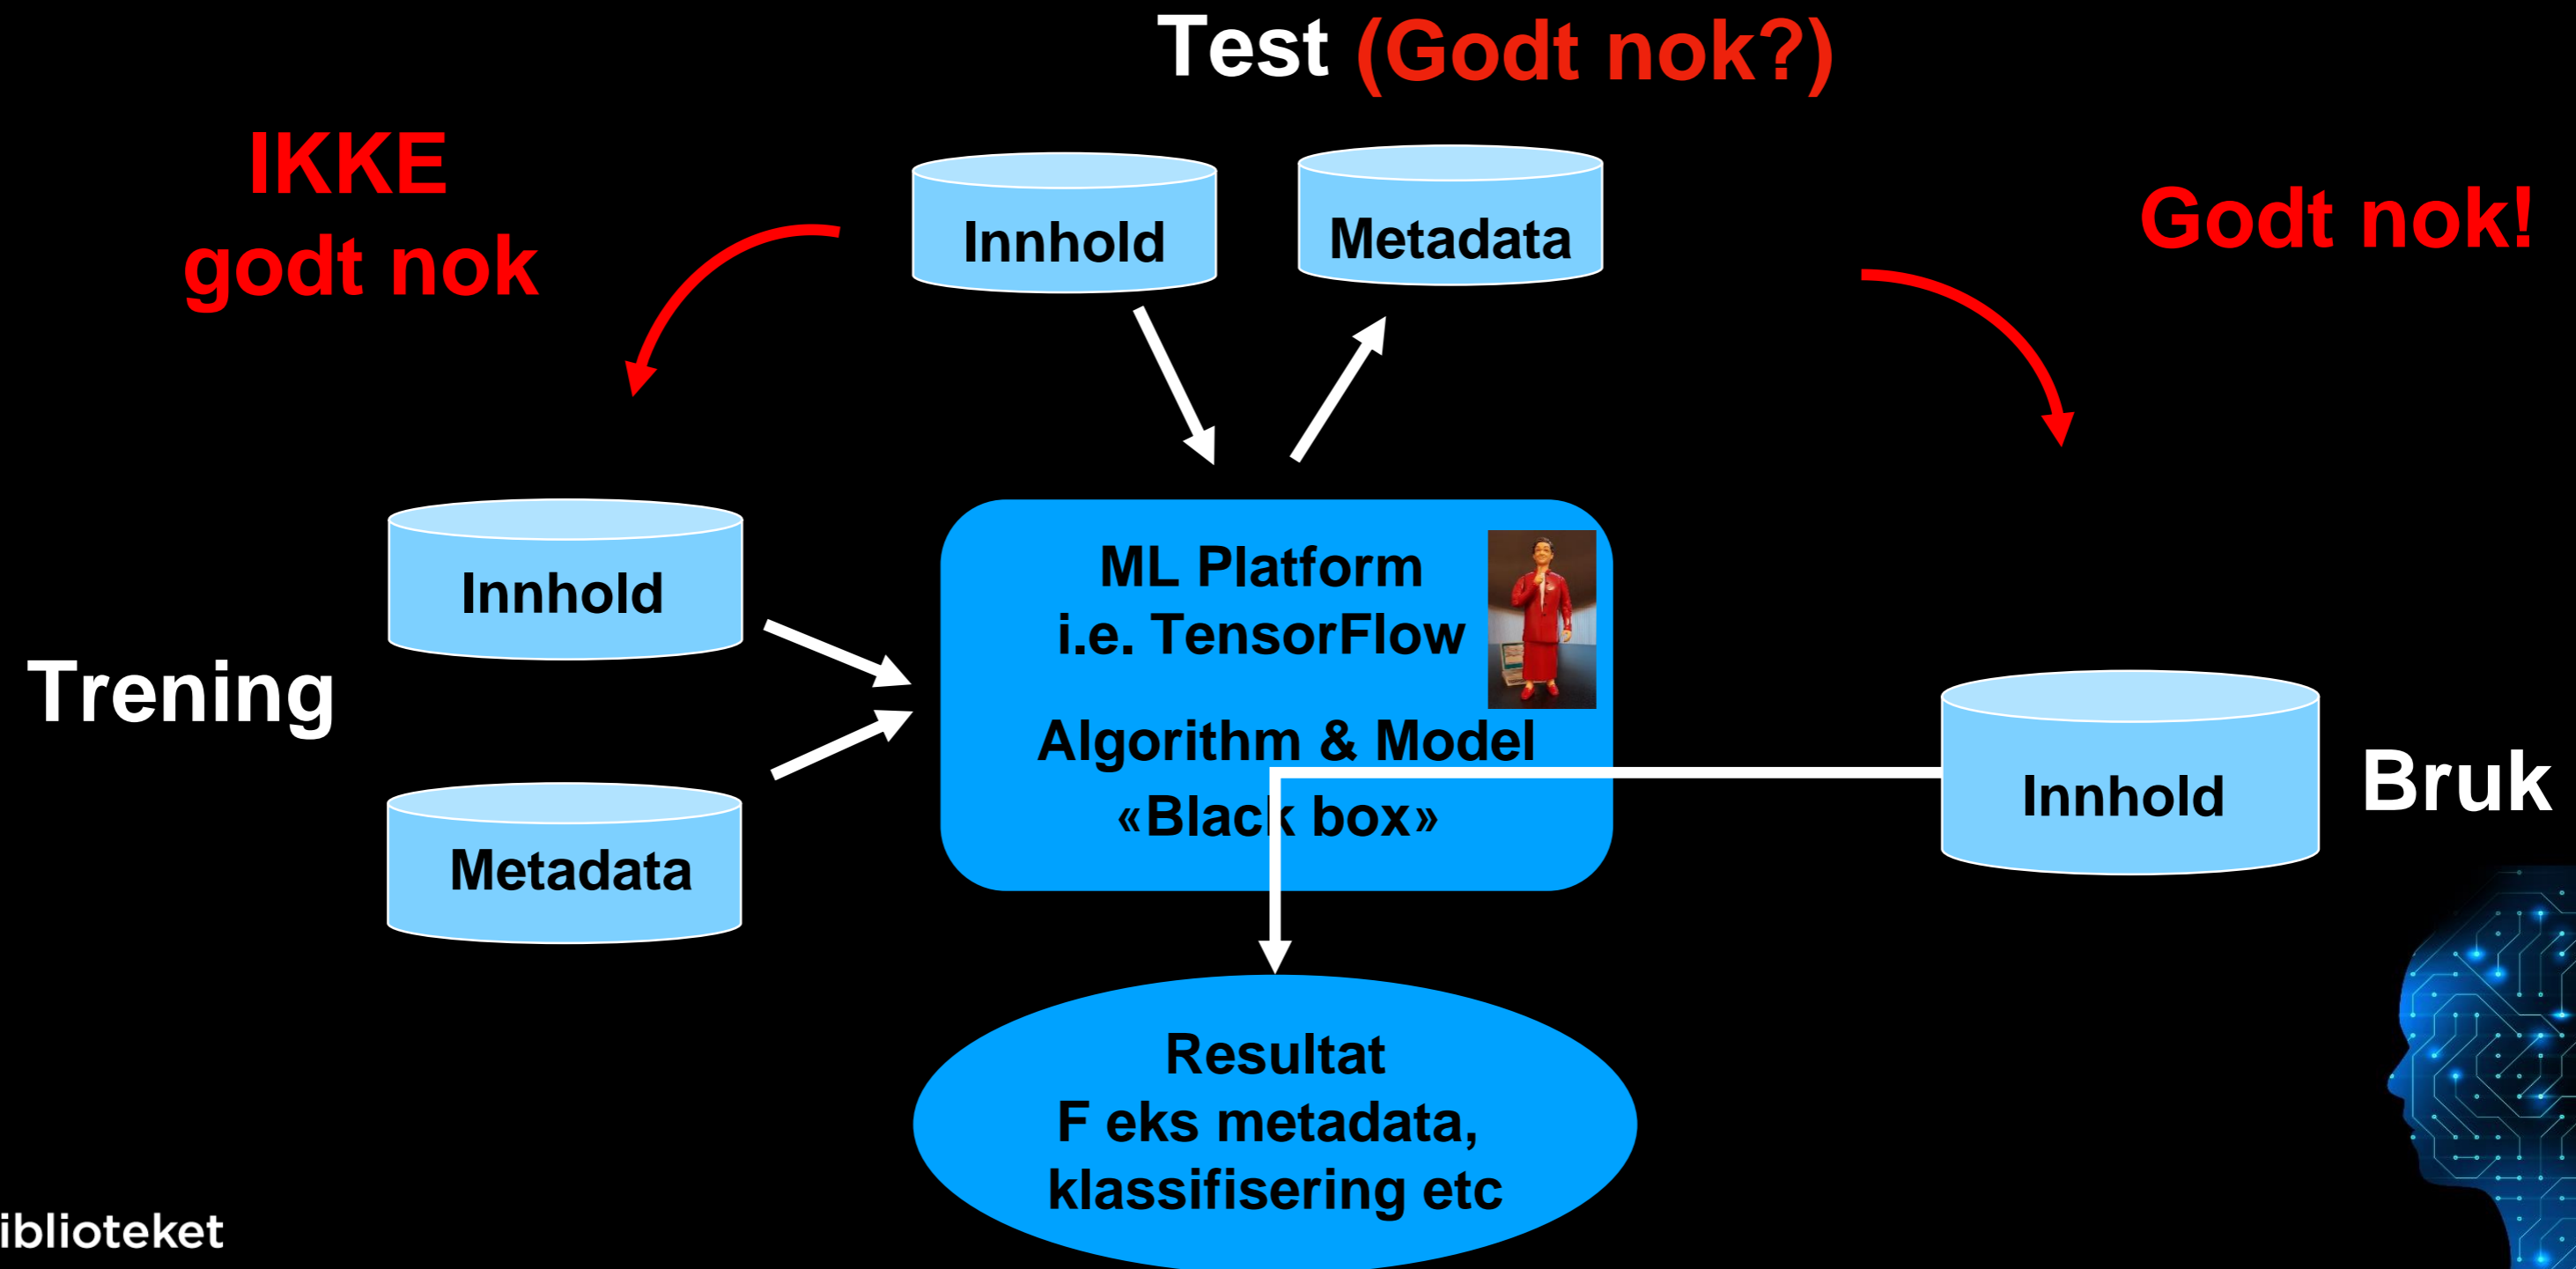 Test (Godt nok?)
IKKE
godt nok
Innhold
Metadata
Godt nok!
Trening
Innhold
Metadata
ML Platform
i.e. TensorFlow
Algorithm & Model
«Black box»
Innhold
Bruk
Resultat
F eks metadata,
klassifisering etc
iblioteket